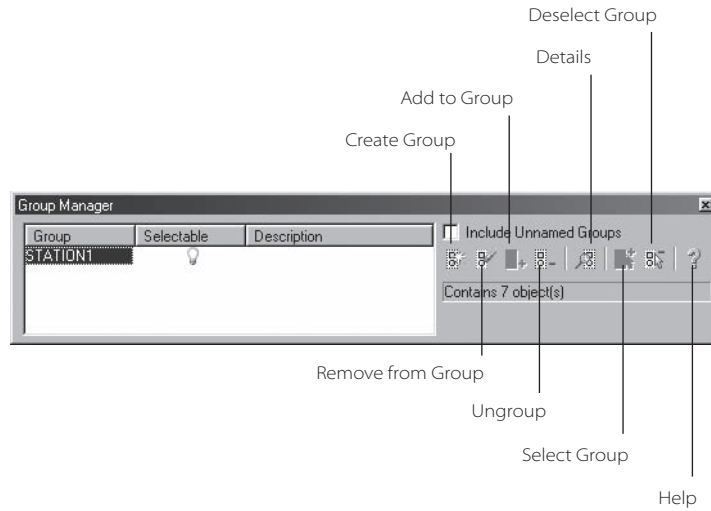 Deselect Group
Details
Add to Group
Create Group
Group Manager
Group Selectable Description
STATION1
Include Unnamed Groups
Contains 7 object(s)
Remove from Group
Ungroup
Select Group
Help